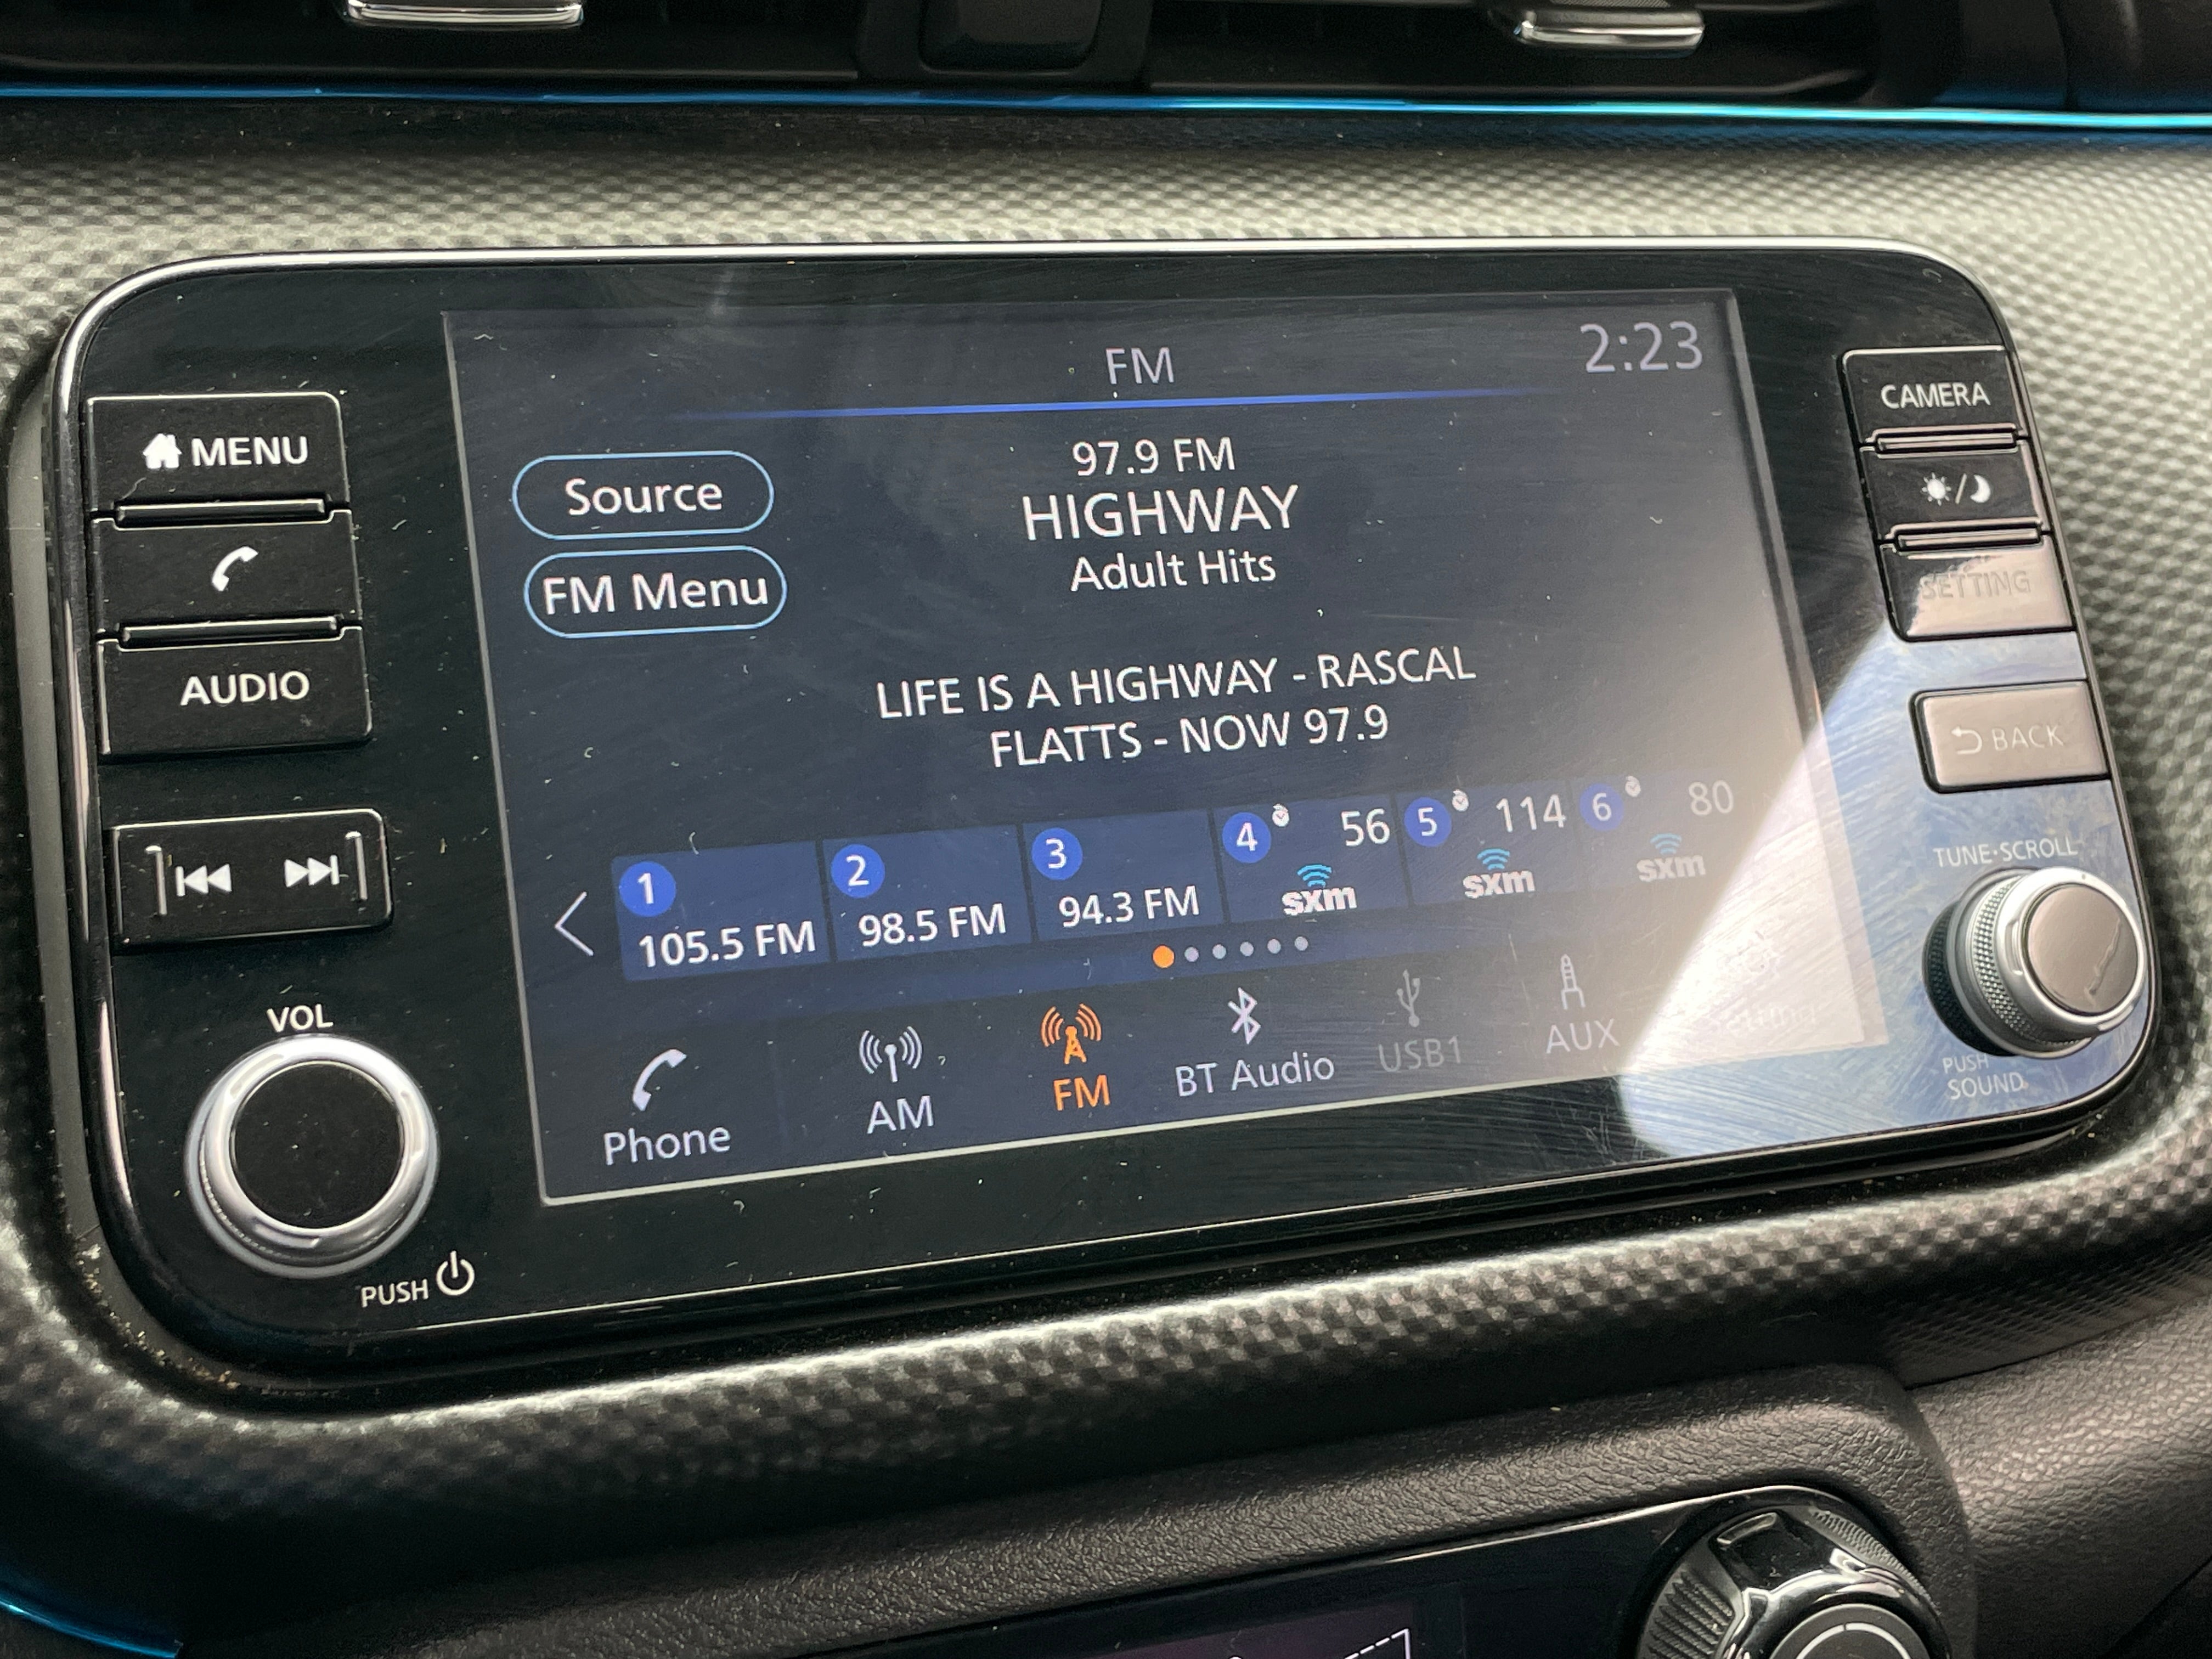 FM
2:23
MENU
CAMERA
97.9 FM
Source
HIGHWAY
Adult Hits
FM Menu
SETTING
AUDIO
LIFE IS A HIGHWAY - RASCAL
FLATTS - NOW 97.9
BACK
1
105.5 FM
2
98.5 FM
3
94.3 FM
4
56
sxm
5
114
sxm
6
80
sxm
TUNE·SCROLL
VOL
Phone
AM
FM
BT Audio
USB1
AUX
PUSH
SOUND
PUSH